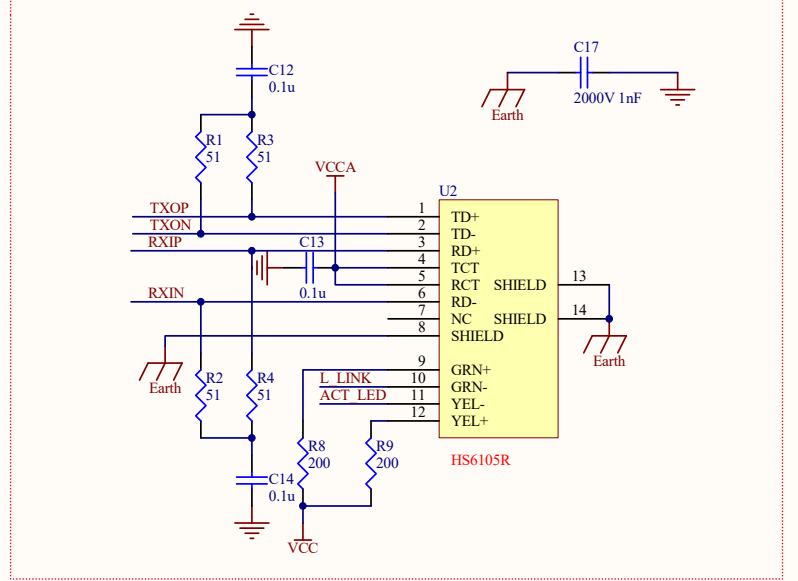 C12
0.1u
C17
2000V 1nF
Earth
R1
51
R3
51
VCCA
U2
TXOP
1
TD+
TXON
2
TD-
RXIP
C13
3
RD+
4
TCT
0.1u
5
RCT
SHIELD
13
RXIN
6
RD-
7
NC
SHIELD
14
8
SHIELD
Earth
Earth
9
GRN+
R2
51
R4
51
L_LINK
10
GRN-
ACT_LED
11
YEL-
12
YEL+
R8
200
R9
200
HS6105R
C14
0.1u
VCC